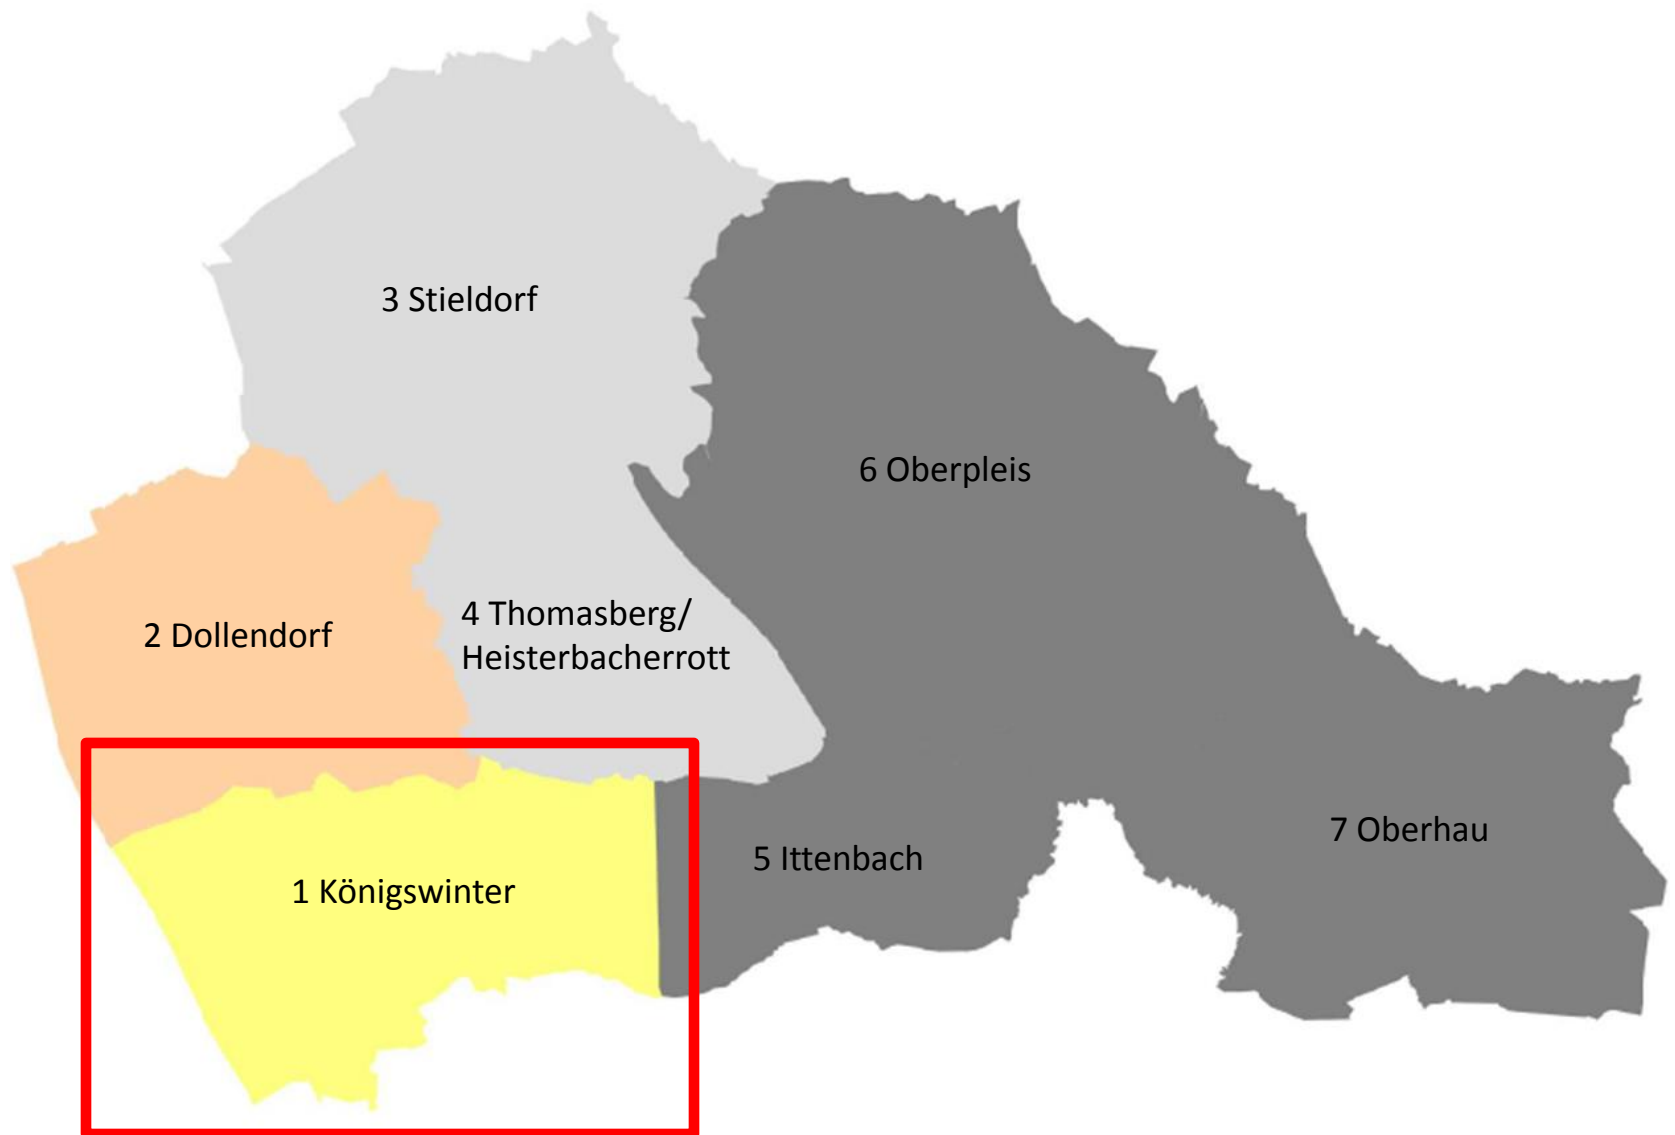 3 Stieldorf
6 Oberpleis
2 Dollendorf
4 Thomasberg/
Heisterbacherrott
7 Oberhau
5 Ittenbach
1 Königswinter